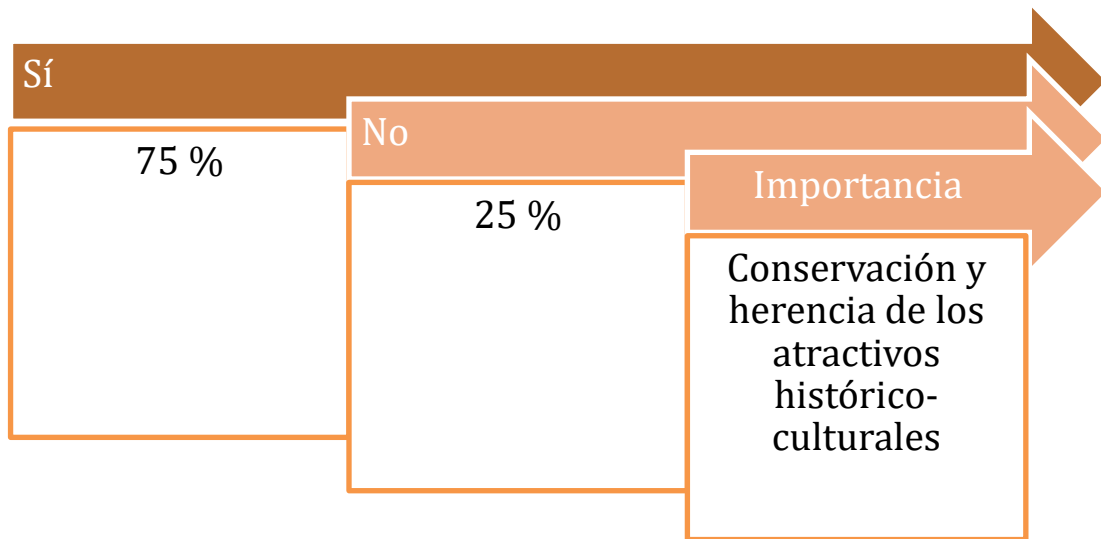 Sí
75 %
No
25 %
Importancia
Conservación y
herencia de los
atractivos
histórico-
culturales